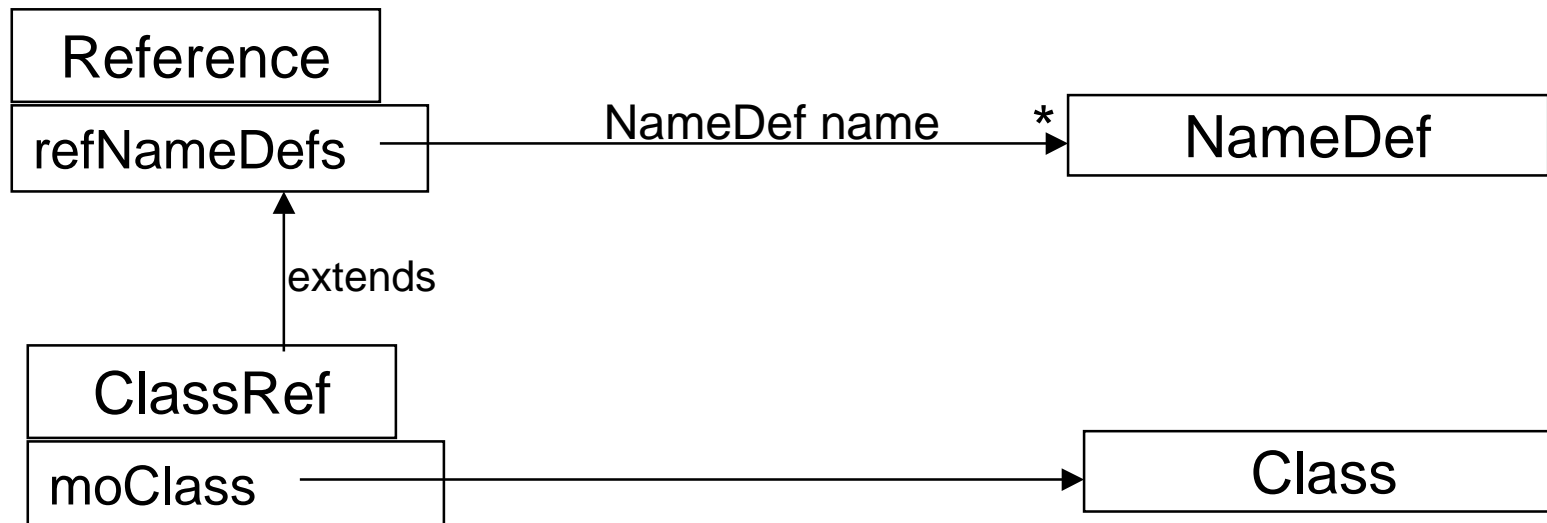 Reference
refNameDefs
NameDef name
*
NameDef
extends
ClassRef
moClass
Class